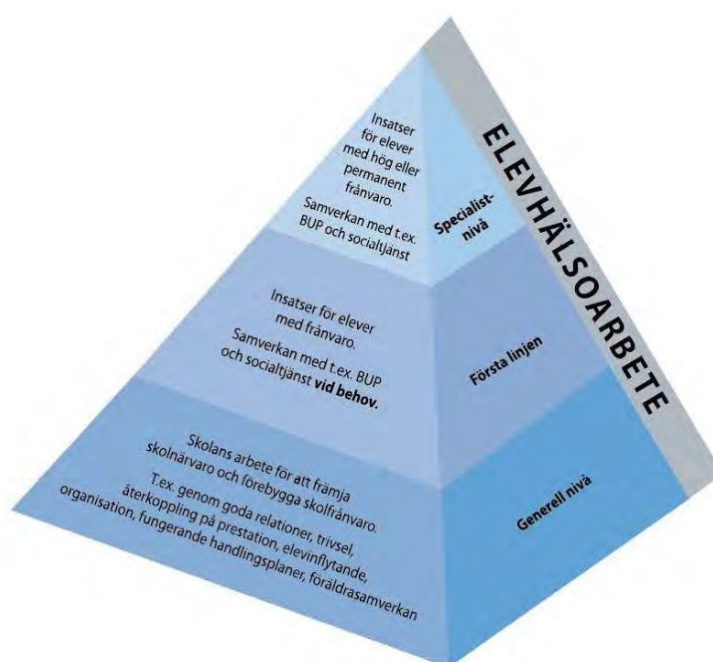 ELEVHÄLSOARBETE
Insatser
för elever
med hög eller
permanent
frånvaro.
Samverkan med t.ex.
BUP och socialtjänst
Specialist-
nivå
Insatser för elever
med frånvaro.
Samverkan med t.ex. BUP
och socialtjänst vid behov.
Första linjen
Skolans arbete för att främja
skolnärvaro och förebygga skolfrånvaro.
T.ex. genom goda relationer, trivsel,
återkoppling på prestation, elevinflytande,
organisation, fungerande handlingsplaner, föräldrasamverkan
Generell nivå